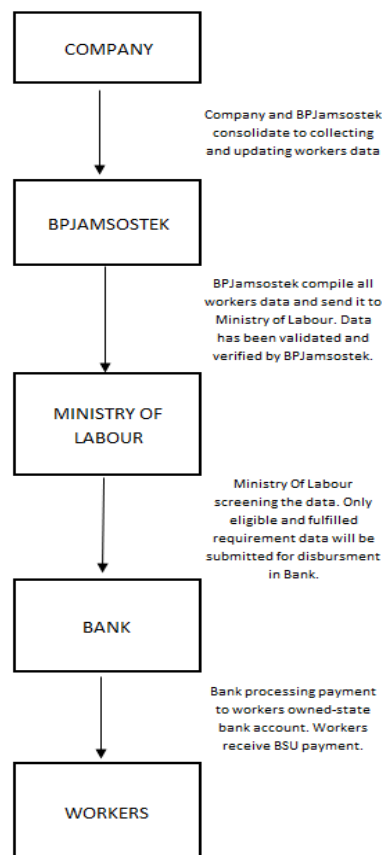 COMPANY
Company and BPJamsostek
consolidate to collecting
and updating workers data
BPJAMSOSTEK
BPJamsostek compile all
workers data and send it to
Ministry of Labour. Data
has been validated and
verified by BPJamsostek.
MINISTRY OF
LABOUR
Ministry Of Labour
screening the data. Only
eligible and fulfilled
requirement data will be
submitted for disbursment
in Bank.
BANK
Bank processing payment
to workers owned-state
bank account. Workers
receive BSU payment.
WORKERS